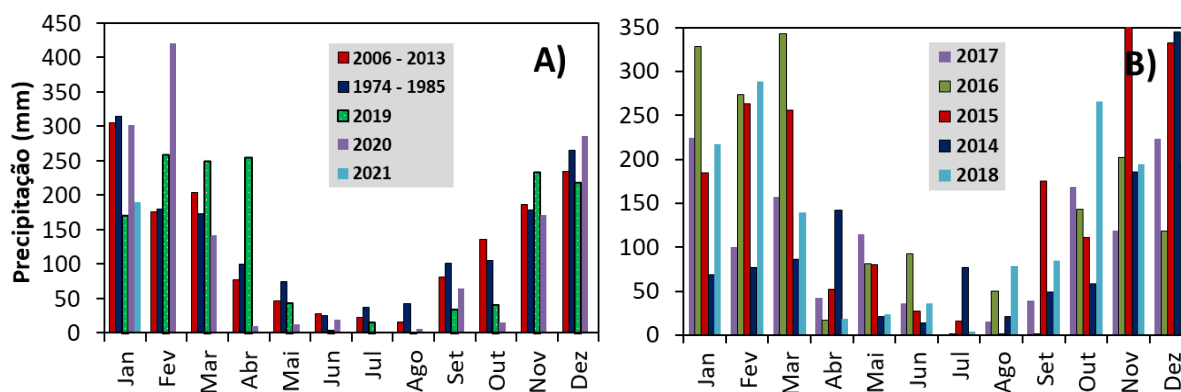 Precipitação (mm)
450
400
350
300
250
200
150
100
50
0
A)
2006 - 2013
1974 - 1985
2019
2020
2021
Jan
Fev
Mar
Abr
Mai
Jun
Jul
Ago
Set
Out
Nov
Dez
350
300
250
200
150
100
50
0
B)
2017
2016
2015
2014
2018
Jan
Fev
Mar
Abr
Mai
Jun
Jul
Ago
Set
Out
Nov
Dez